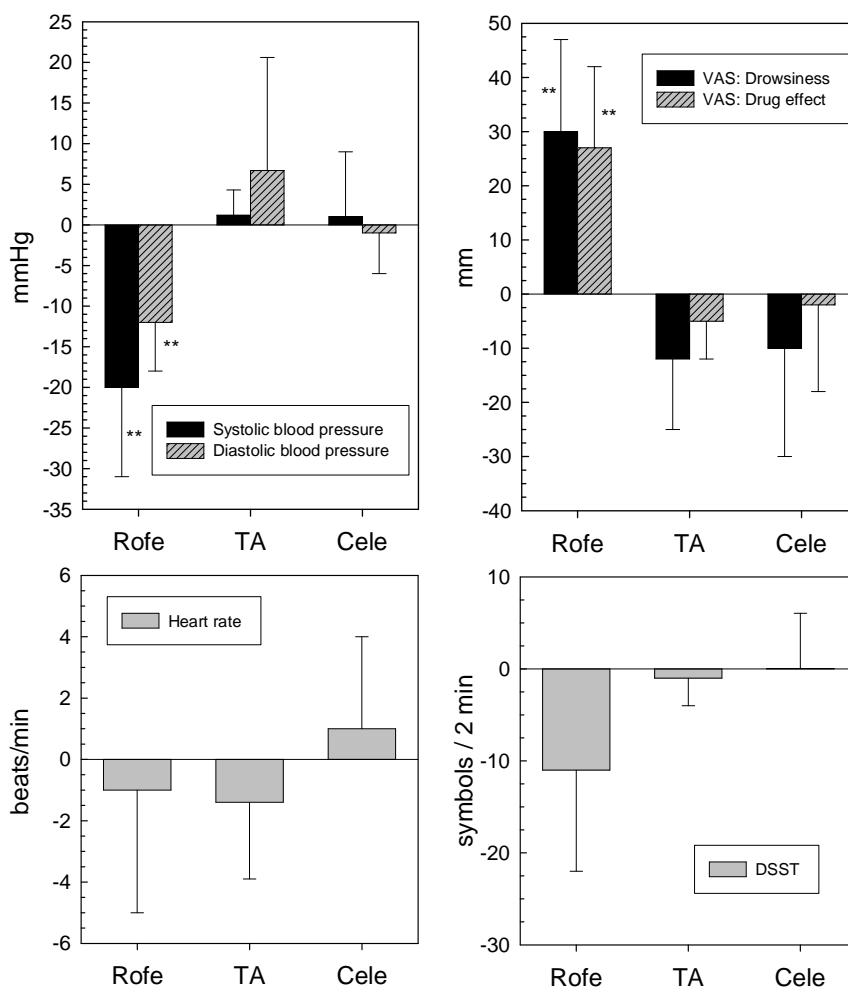 25
20
15
10
5
0
-5
-10
-15
-20
-25
-30
-35
mmHg
**
**
Systolic blood pressure
Diastolic blood pressure
Rofe TA Cele
50
40
30
20
10
0
-10
-20
-30
-40
mm
**
**
VAS: Drowsiness
VAS: Drug effect
Rofe TA Cele
6
4
2
0
-2
-4
-6
beats/min
Heart rate
Rofe TA Cele
10
0
-10
-20
-30
symbols / 2 min
DSST
Rofe TA Cele